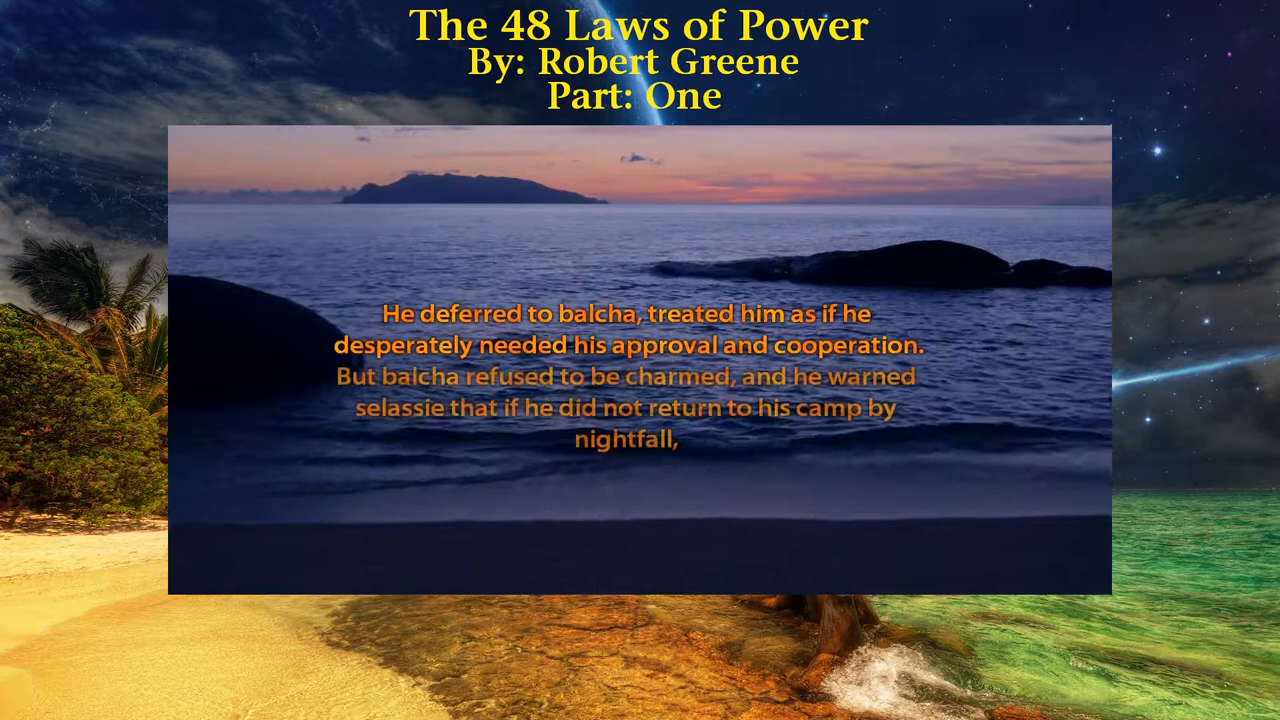 The 48 Laws of Power
By: Robert Greene
Part: One
He deferred to balcha, treated him as if he
desperately needed his approval and cooperation.
But balcha refused to be charmed, and he warned
selassie that if he did not return to his camp by
nightfall,